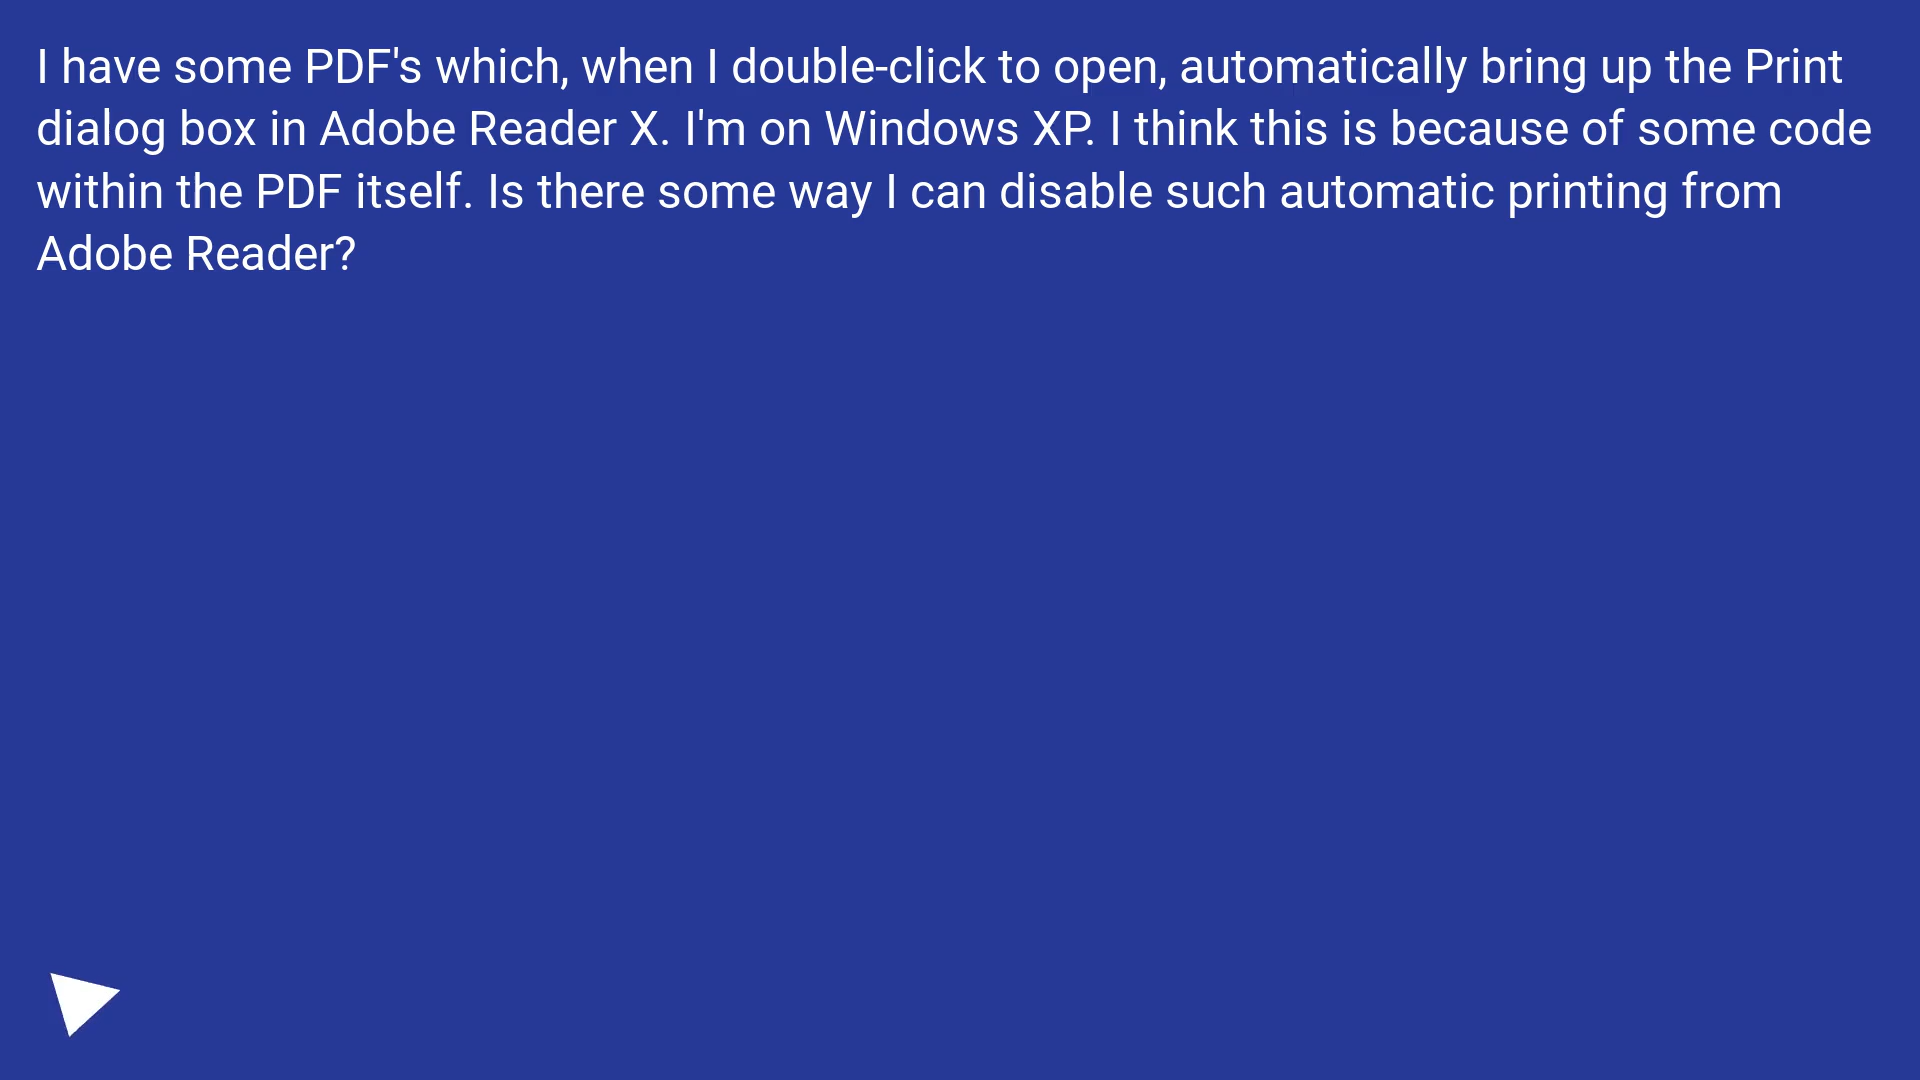 I have some PDF's which, when I double-click to open, automatically bring up the Print
dialog box in Adobe Reader X. I'm on Windows XP. I think this is because of some code
within the PDF itself. Is there some way I can disable such automatic printing from
Adobe Reader?